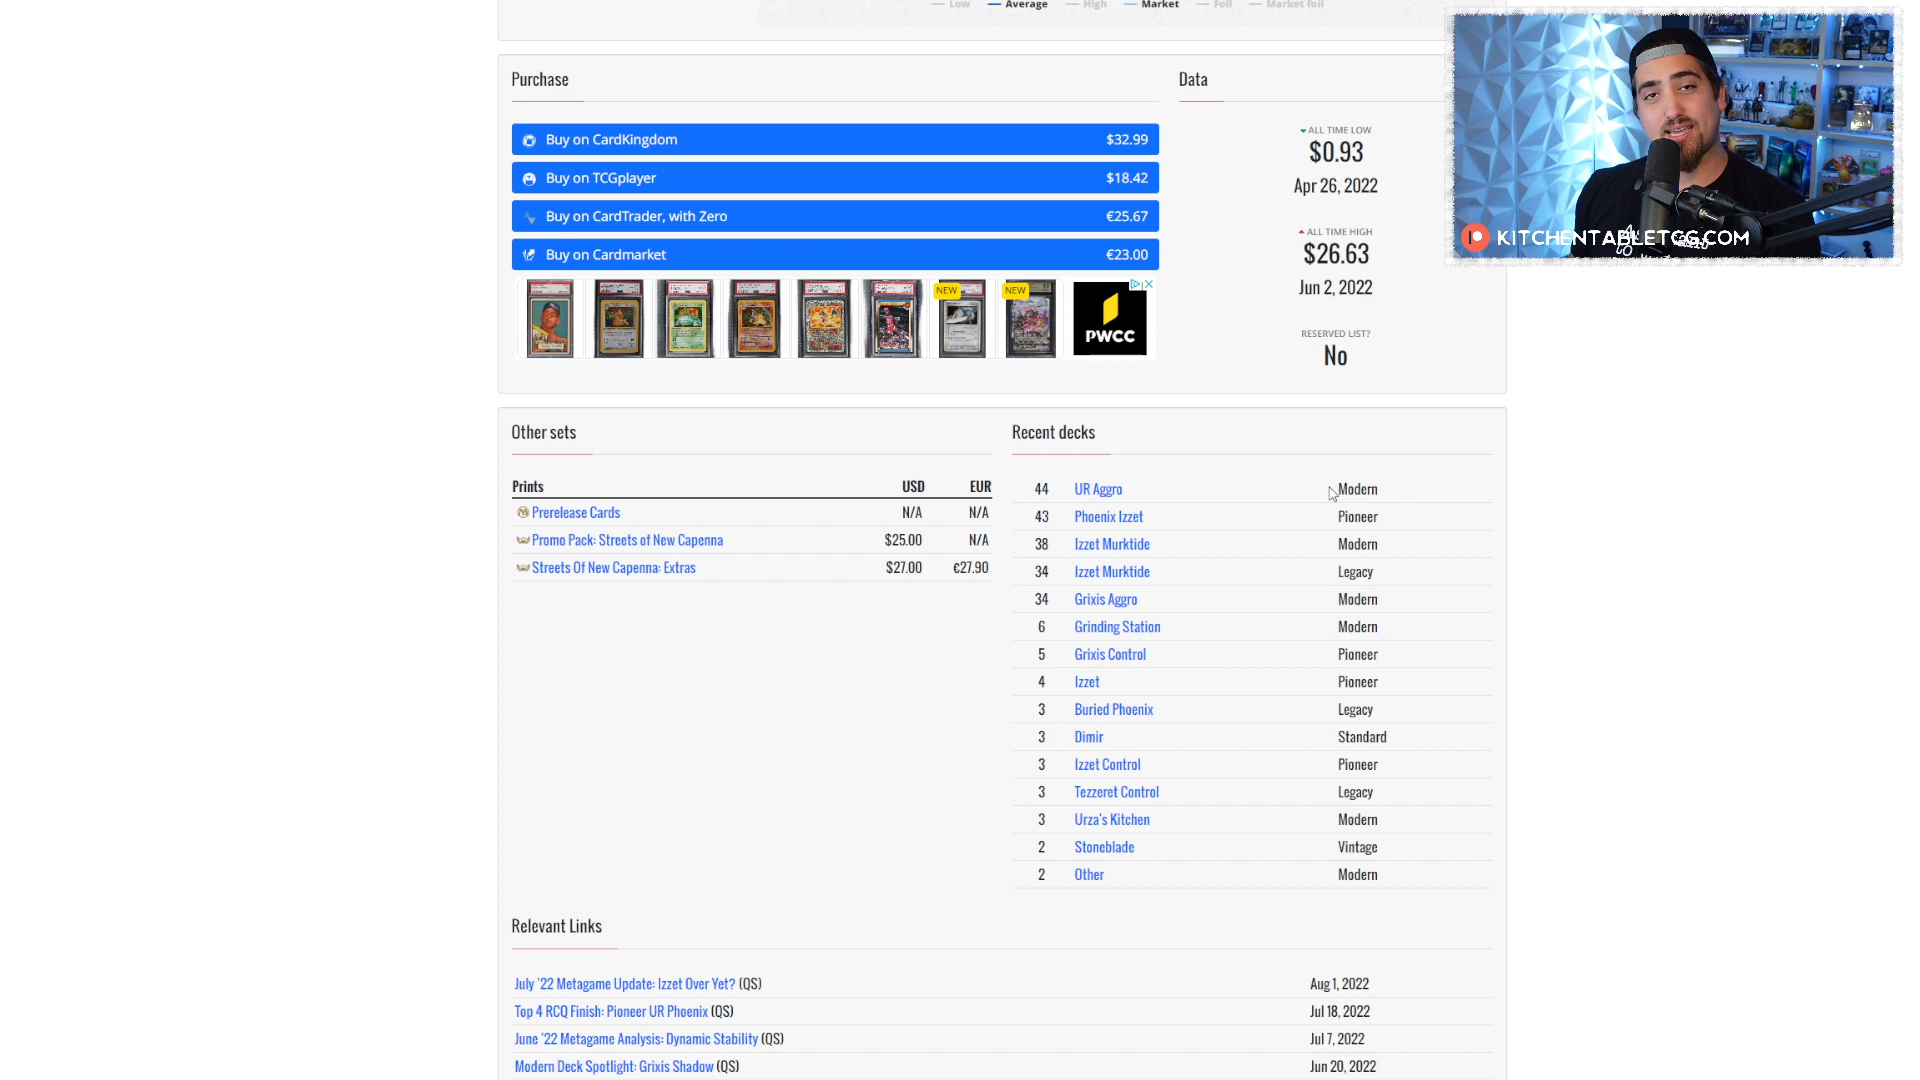 Low Average High Market Foil Market foil
Purchase
Buy on CardKingdom $32.99
Buy on TCGplayer $18.42
Buy on CardTrader, with Zero €25.67
Buy on Cardmarket €23.00
NEW NEW
PWCC
Data
ALL TIME LOW
$0.93
Apr 26, 2022
ALL TIME HIGH
$26.63
Jun 2, 2022
RESERVED LIST?
No
KITCHENTABLETCG.COM
Other sets
Prints USD EUR
Prerelease Cards N/A N/A
Promo Pack: Streets of New Capenna $25.00 N/A
Streets Of New Capenna: Extras $27.00 €27.90
Recent decks
44 UR Aggro Modern
43 Phoenix Izzet Pioneer
38 Izzet Murktide Modern
34 Izzet Murktide Legacy
34 Grixis Aggro Modern
6 Grinding Station Modern
5 Grixis Control Pioneer
4 Izzet Pioneer
3 Buried Phoenix Legacy
3 Dimir Standard
3 Izzet Control Pioneer
3 Tezzeret Control Legacy
3 Urza's Kitchen Modern
2 Stoneblade Vintage
2 Other Modern
Relevant Links
July '22 Metagame Update: Izzet Over Yet? (QS) Aug 1, 2022
Top 4 RCQ Finish: Pioneer UR Phoenix (QS) Jul 18, 2022
June '22 Metagame Analysis: Dynamic Stability (QS) Jul 7, 2022
Modern Deck Spotlight: Grixis Shadow (QS) Jun 20, 2022